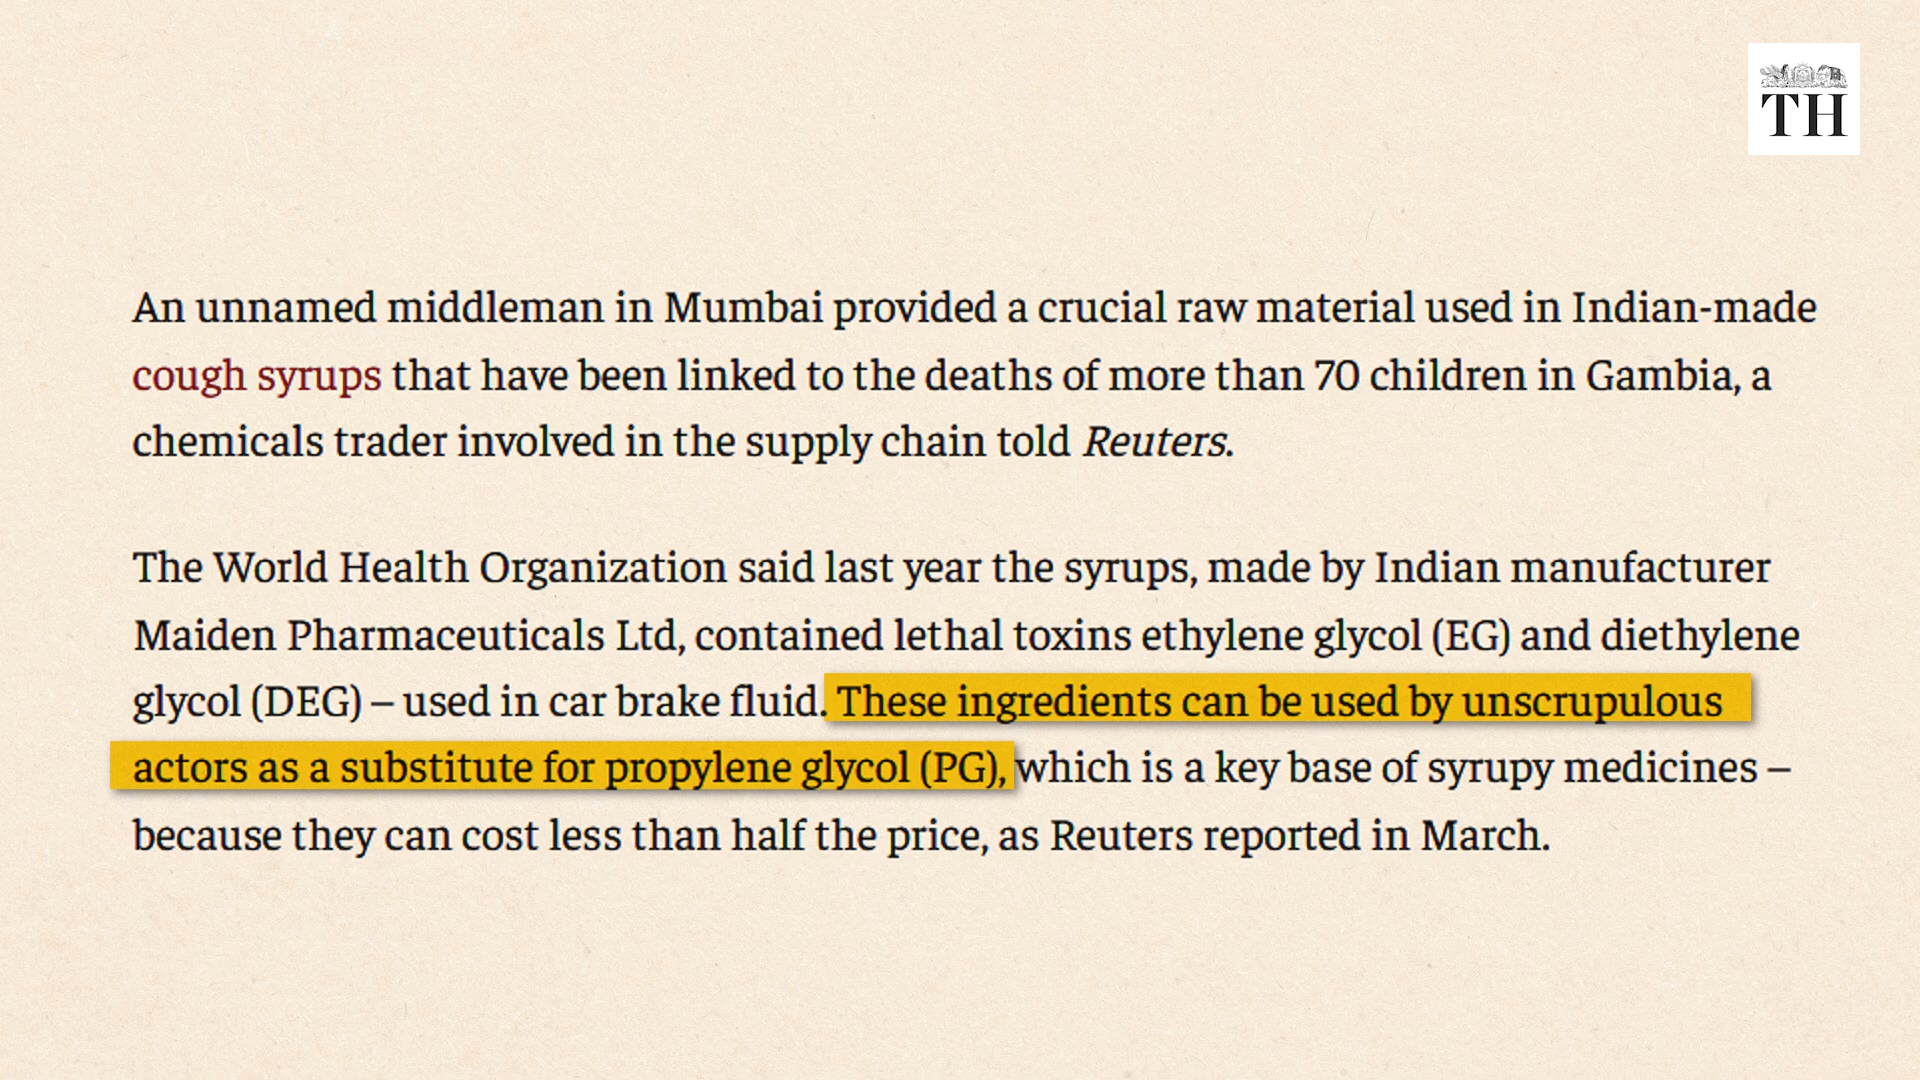 TH
An unnamed middleman in Mumbai provided a crucial raw material used in Indian-made
cough syrups that have been linked to the deaths of more than 70 children in Gambia, a
chemicals trader involved in the supply chain told Reuters.
The World Health Organization said last year the syrups, made by Indian manufacturer
Maiden Pharmaceuticals Ltd, contained lethal toxins ethylene glycol (EG) and diethylene
glycol (DEG) – used in car brake fluid. These ingredients can be used by unscrupulous
actors as a substitute for propylene glycol (PG), which is a key base of syrupy medicines –
because they can cost less than half the price, as Reuters reported in March.